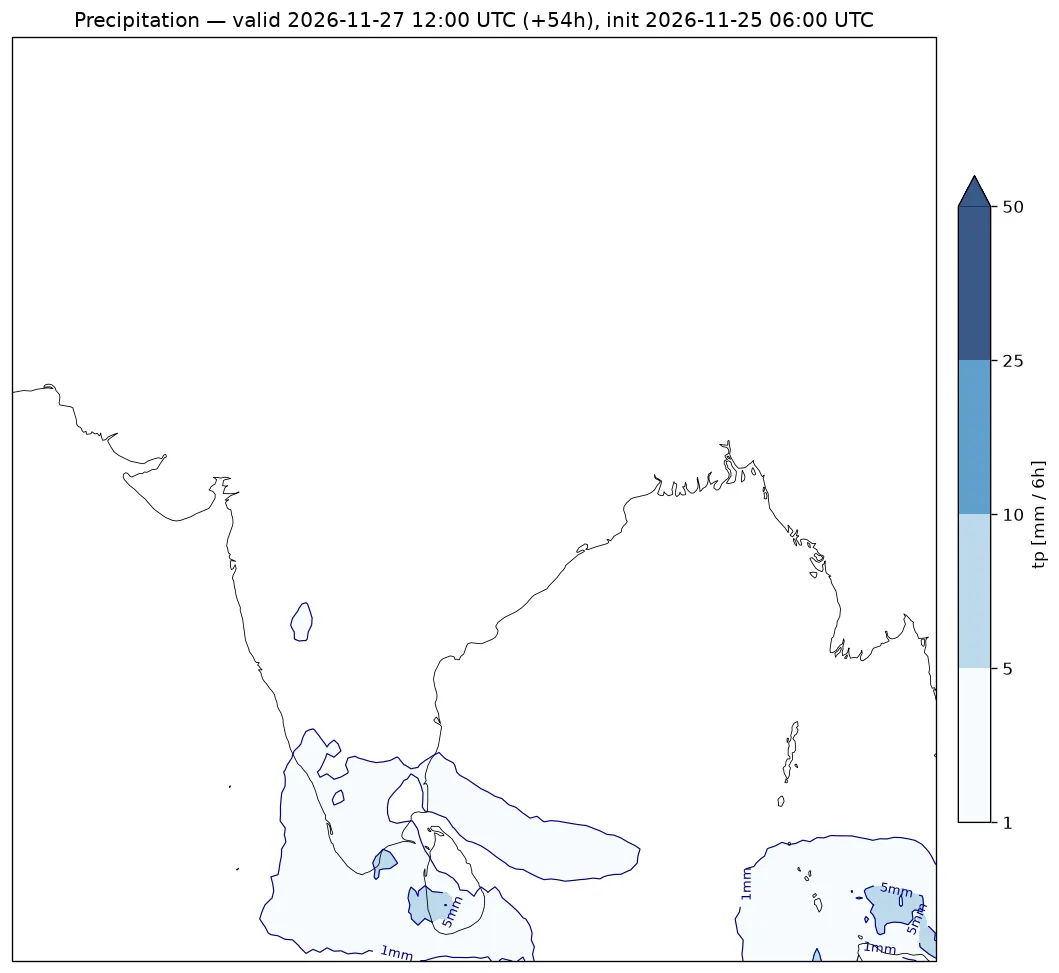 Precipitation — valid 2026-11-27 12:00 UTC (+54h), init 2026-11-25 06:00 UTC
50
25
10
5
1
tp [mm / 6h]
1mm
5mm
5mm
5mm
1mm
1mm